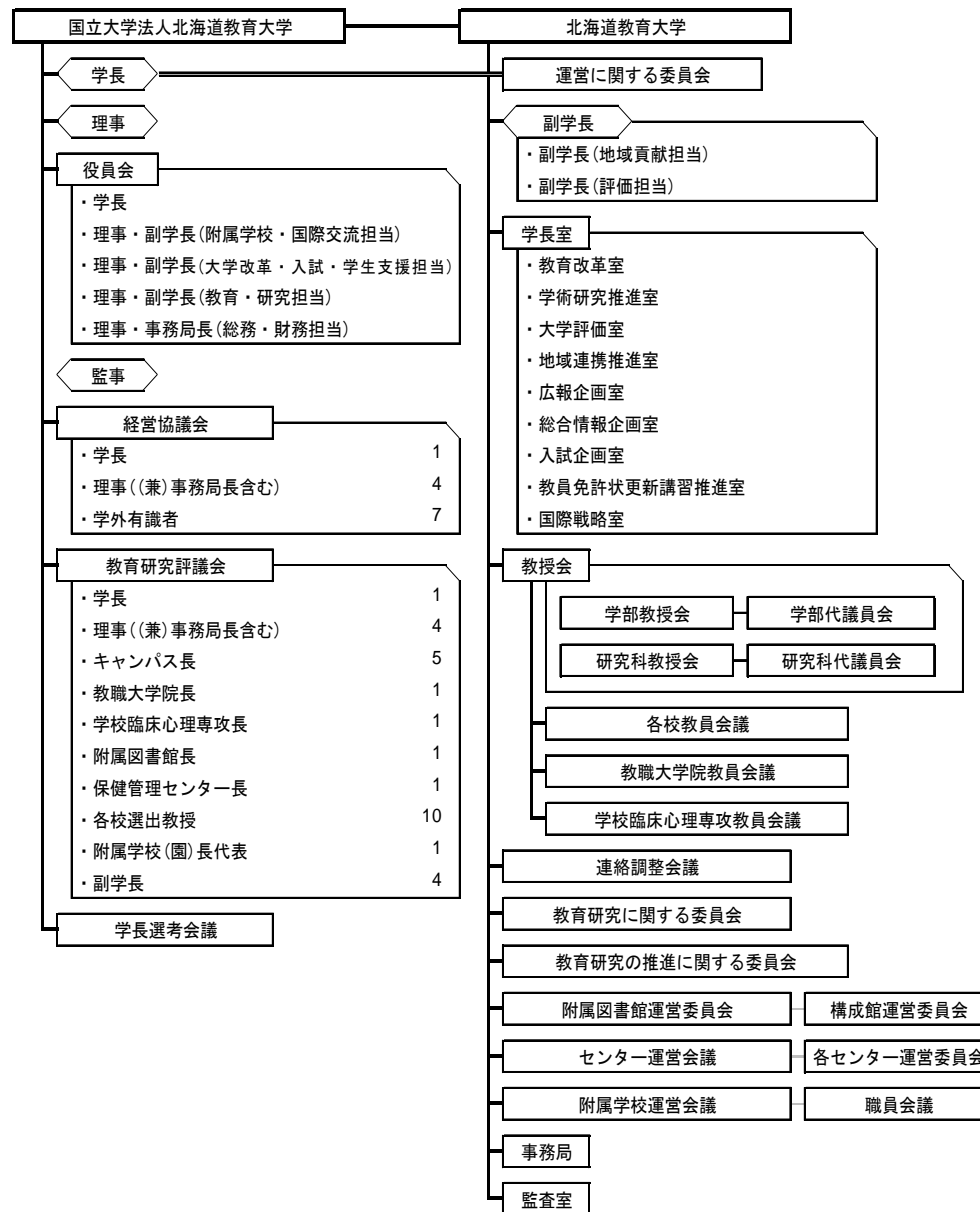 国立大学法人北海道教育大学
学長
理事
役員会
・学長
・理事・副学長(附属学校・国際交流担当)
・理事・副学長(大学改革・入試・学生支援担当)
・理事・副学長(教育・研究担当)
・理事・事務局長(総務・財務担当)
監事
経営協議会
・学長 1
・理事((兼)事務局長含む) 4
・学外有識者 7
教育研究評議会
・学長 1
・理事((兼)事務局長含む) 4
・キャンパス長 5
・教職大学院長 1
・学校臨床心理専攻長 1
・附属図書館長 1
・保健管理センター長 1
・各校選出教授 10
・附属学校(園)長代表 1
・副学長 4
学長選考会議
北海道教育大学
運営に関する委員会
副学長
・副学長(地域貢献担当)
・副学長(評価担当)
学長室
・教育改革室
・学術研究推進室
・大学評価室
・地域連携推進室
・広報企画室
・総合情報企画室
・入試企画室
・教員免許状更新講習推進室
・国際戦略室
教授会
学部教授会 学部代議員会
研究科教授会 研究科代議員会
各校教員会議
教職大学院教員会議
学校臨床心理専攻教員会議
連絡調整会議
教育研究に関する委員会
教育研究の推進に関する委員会
附属図書館運営委員会 構成館運営委員会
センター運営会議 各センター運営委員会
附属学校運営会議 職員会議
事務局
監査室